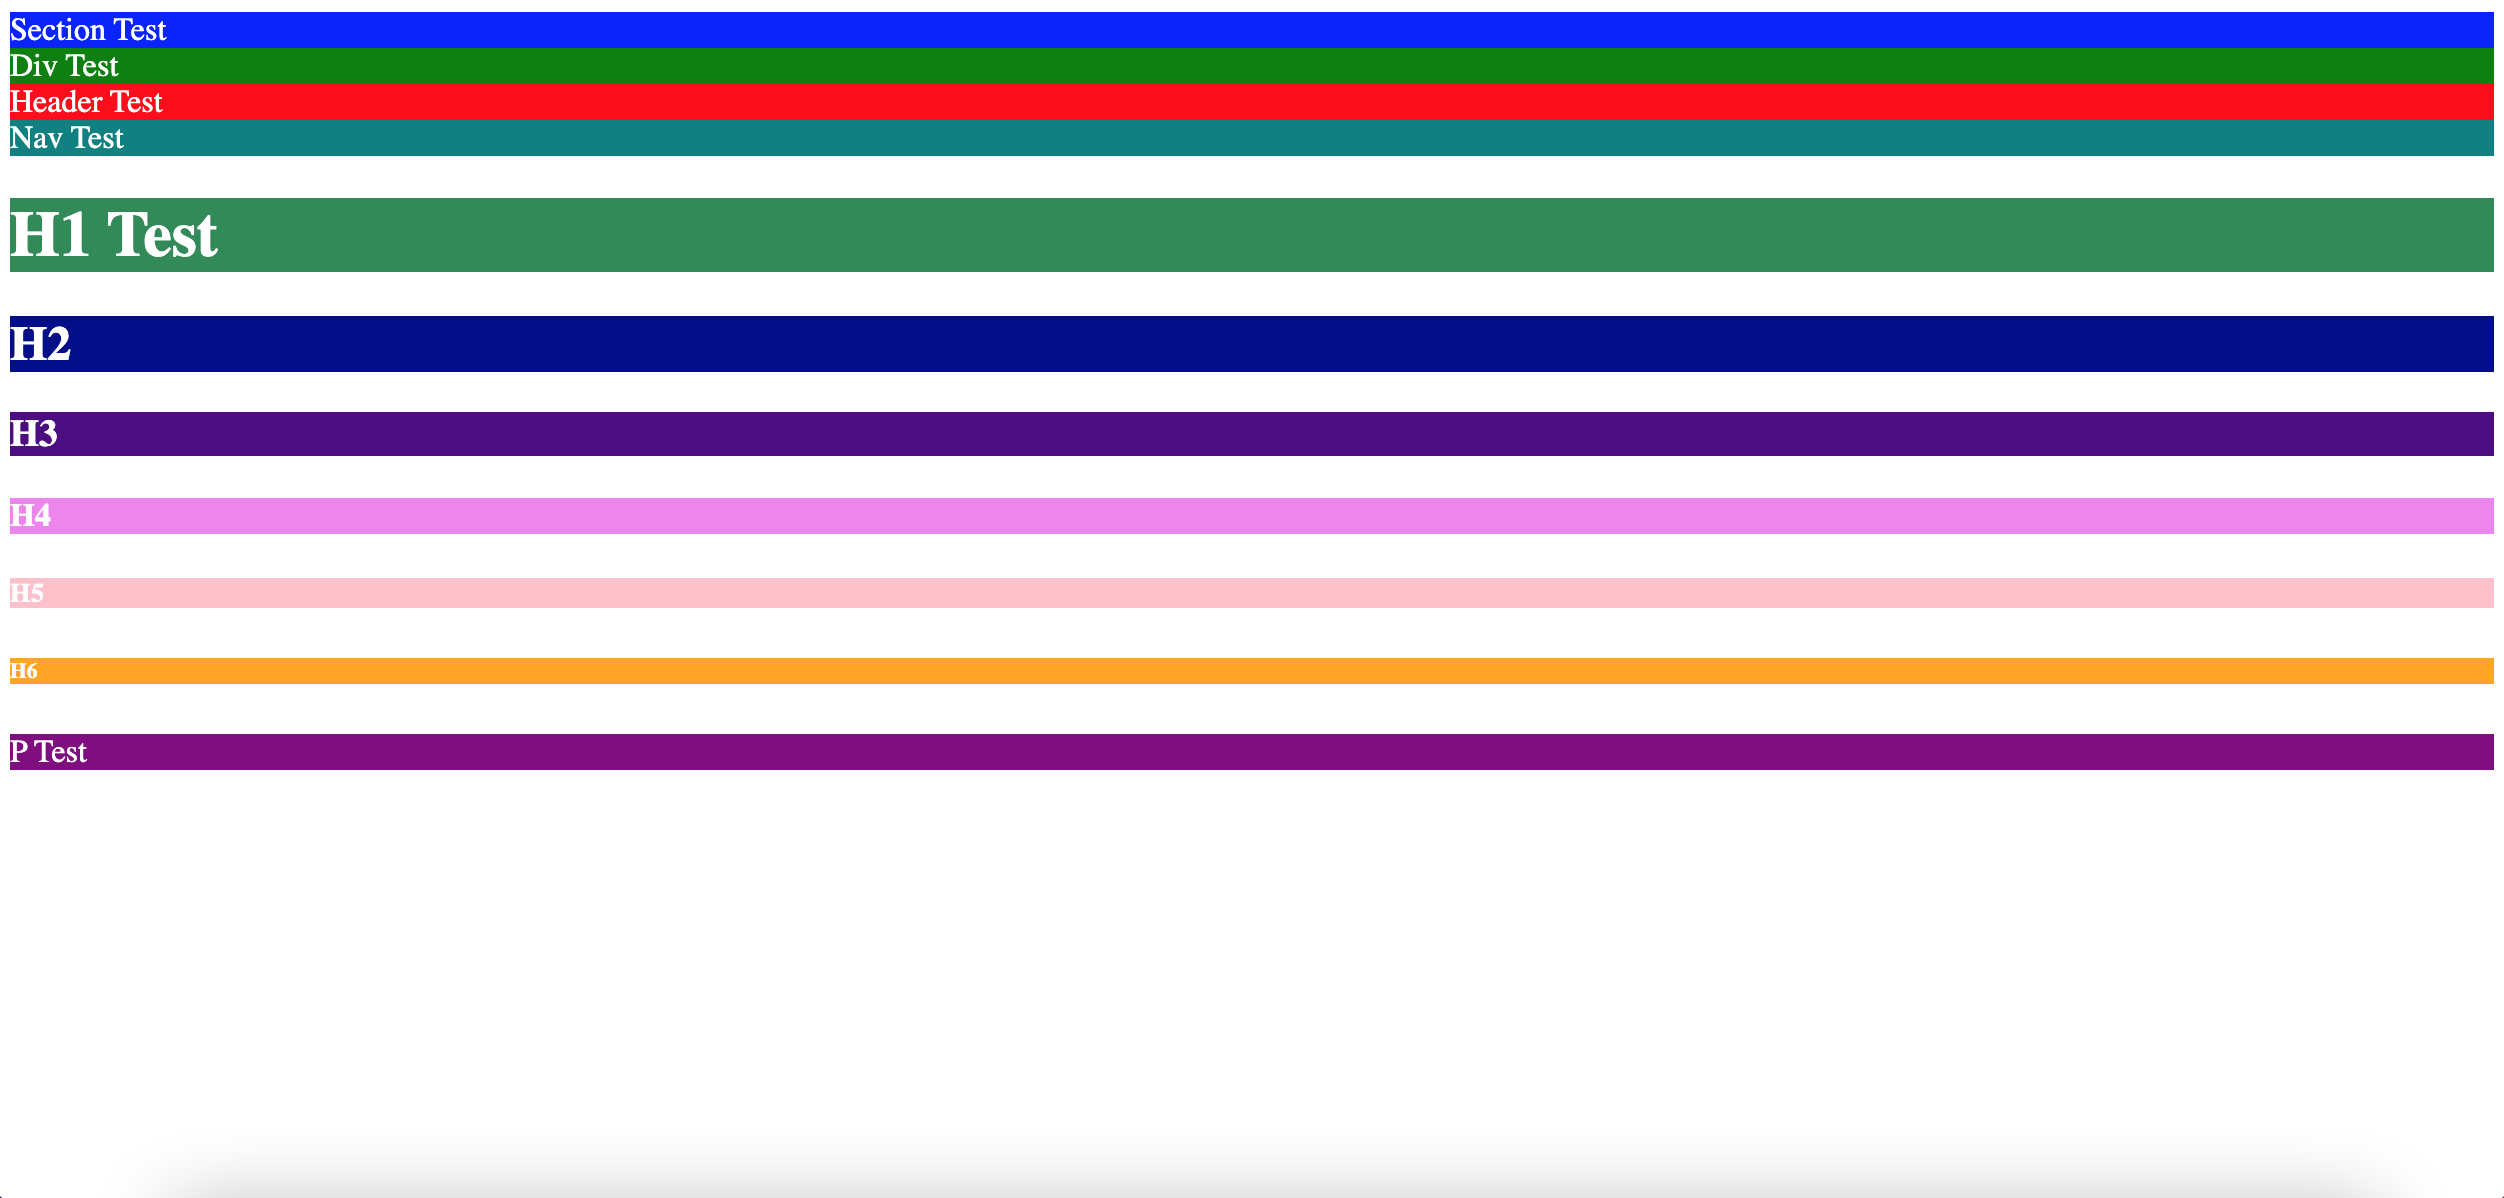 Section Test
Div Test
Header Test
Nav Test
H1 Test
H2
H3
H4
H5
H6
P Test